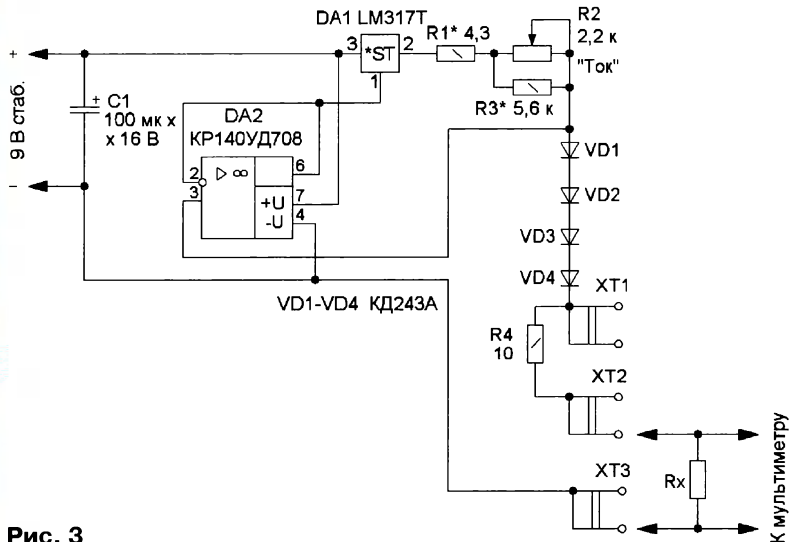 DA1 LM317T
R1* 4,3
R2
2,2 к
"Ток"
3
*ST
2
1
R3* 5,6 к
+
9 В стаб.
–
+
C1
100 мк х
х 16 В
DA2
КР140УД708
2
3
▷ ∞
6
7
+U
4
-U
VD1
VD2
VD3
VD4
VD1-VD4 КД243А
XT1
R4
10
XT2
XT3
Rx
К мультиметру
Рис. 3